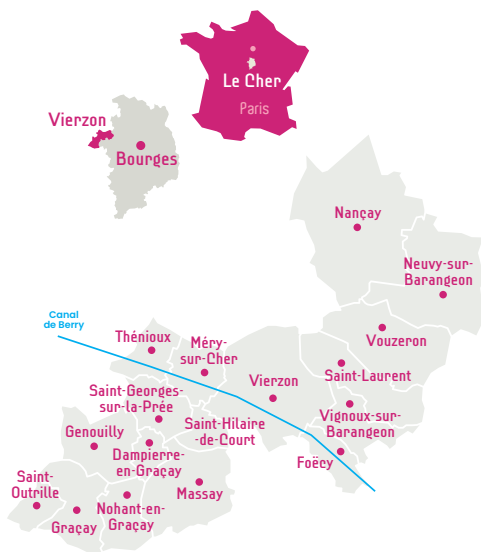 Le Cher
Paris
Vierzon
Bourges
Nançay
Neuvy-sur-
Barangeon
Canal
de Berry
Thénioux
Méry-
sur-Cher
Vouzeron
Saint-Laurent
Vierzon
Saint-Georges-
sur-la-Prée
Vignoux-sur-
Barangeon
Saint-Hilaire
-de-Court
Genouilly
Dampierre-
en-Graçay
Foëcy
Saint-
Outrille
Massay
Nohant-en-
Graçay
Graçay